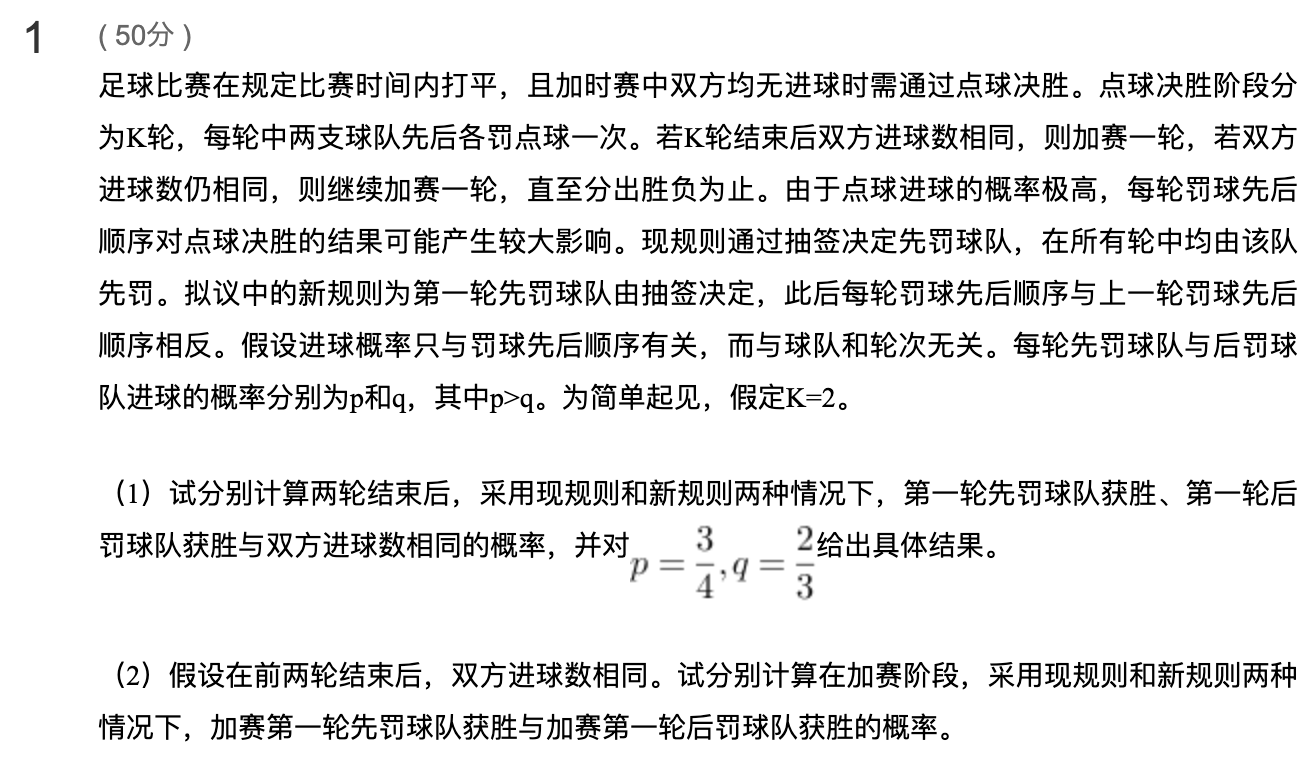 1 （50分）
足球比赛在规定比赛时间内打平，且加时赛中双方均无进球时需通过点球决胜。点球决胜阶段分
为K轮，每轮中两支球队先后各罚点球一次。若K轮结束后双方进球数相同，则加赛一轮，若双方
进球数仍相同，则继续加赛一轮，直至分出胜负为止。由于点球进球的概率极高，每轮罚球先后
顺序对点球决胜的结果可能产生较大影响。现规则通过抽签决定先罚球队，在所有轮中均由该队
先罚。拟议中的新规则为第一轮先罚球队由抽签决定，此后每轮罚球先后顺序与上一轮罚球先后
顺序相反。假设进球概率只与罚球先后顺序有关，而与球队和轮次无关。每轮先罚球队与后罚球
队进球的概率分别为p和q，其中p>q。为简单起见，假定K=2。
（1）试分别计算两轮结束后，采用现规则和新规则两种情况下，第一轮先罚球队获胜、第一轮后
罚球队获胜与双方进球数相同的概率，并对 p = 3/4, q = 2/3 给出具体结果。
（2）假设在前两轮结束后，双方进球数相同。试分别计算在加赛阶段，采用现规则和新规则两种
情况下，加赛第一轮先罚球队获胜与加赛第一轮后罚球队获胜的概率。